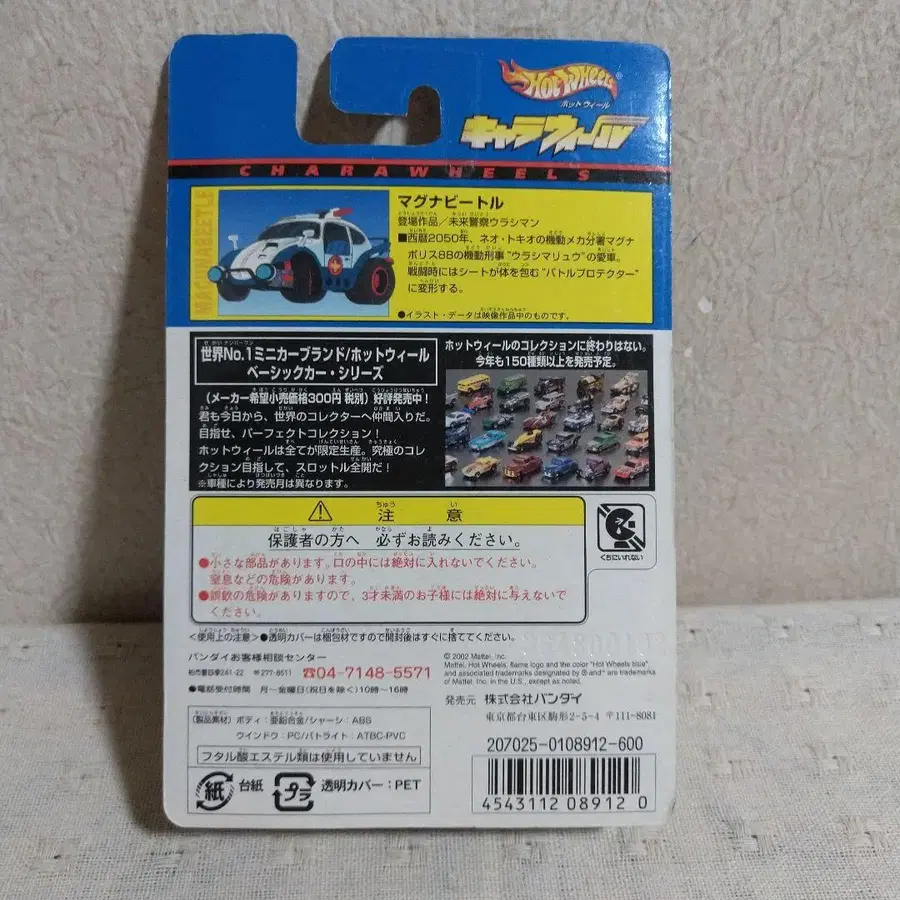 Hot Wheels®
ホットウィール
キャラウィール
CHARAWHEELS
MAGNABEETLE
マグナビートル
登場作品/未来警察ウラシマン
■西暦2050年、ネオ・トキオの機動メカ分署マグナ
ポリス88の機動刑事“ウラシマリュウ”の愛車。
戦闘時にはシートが体を包む“バトルプロテクター”
に変形する。
●イラスト・データは映像作品中のものです。
世界No.1ミニカーブランド/ホットウィール
ベーシックカー・シリーズ
(メーカー希望小売価格300円 税別)好評発売中!
君も今日から、世界のコレクターへ仲間入りだ。
目指せ、パーフェクトコレクション!
ホットウィールは全てが限定生産。究極のコレ
クション目指して、スロットル全開だ!
※車種により発売月は異なります。
ホットウィールのコレクションに終わりはない。
今年も150種類以上を発売予定。
注意
保護者の方へ 必ずお読みください。
●小さな部品があります。口の中には絶対に入れないでください。
窒息などの危険があります。
●誤飲の危険がありますので、3才未満のお子様には絶対に与えないで
ください。
くちにいれない
<使用上の注意>●透明カバーは梱包材ですので開封後はすぐに捨ててください。
バンダイお客様相談センター
柏市豊四季241-22 〒277-8511 ☎04-7148-5571
●電話受付時間 月〜金曜日(祝日を除く)10時〜16時
© 2002 Mattel, Inc.
Mattel, Hot Wheels, flame logo and the color "Hot Wheels blue",
and associated trademarks designated by ® and ™ are trademarks
of Mattel, Inc. in the U.S., except as noted.
発売元 株式会社バンダイ
東京都台東区駒形2-5-4 〒111-8081
(製品素材) ボディ:亜鉛合金/シャーシ:ABS
ウインドウ:PC/パトライト:ATBC-PVC
フタル酸エステル類は使用していません
紙 台紙 プラ 透明カバー:PET
207025-0108912-600
4543112 08912 0